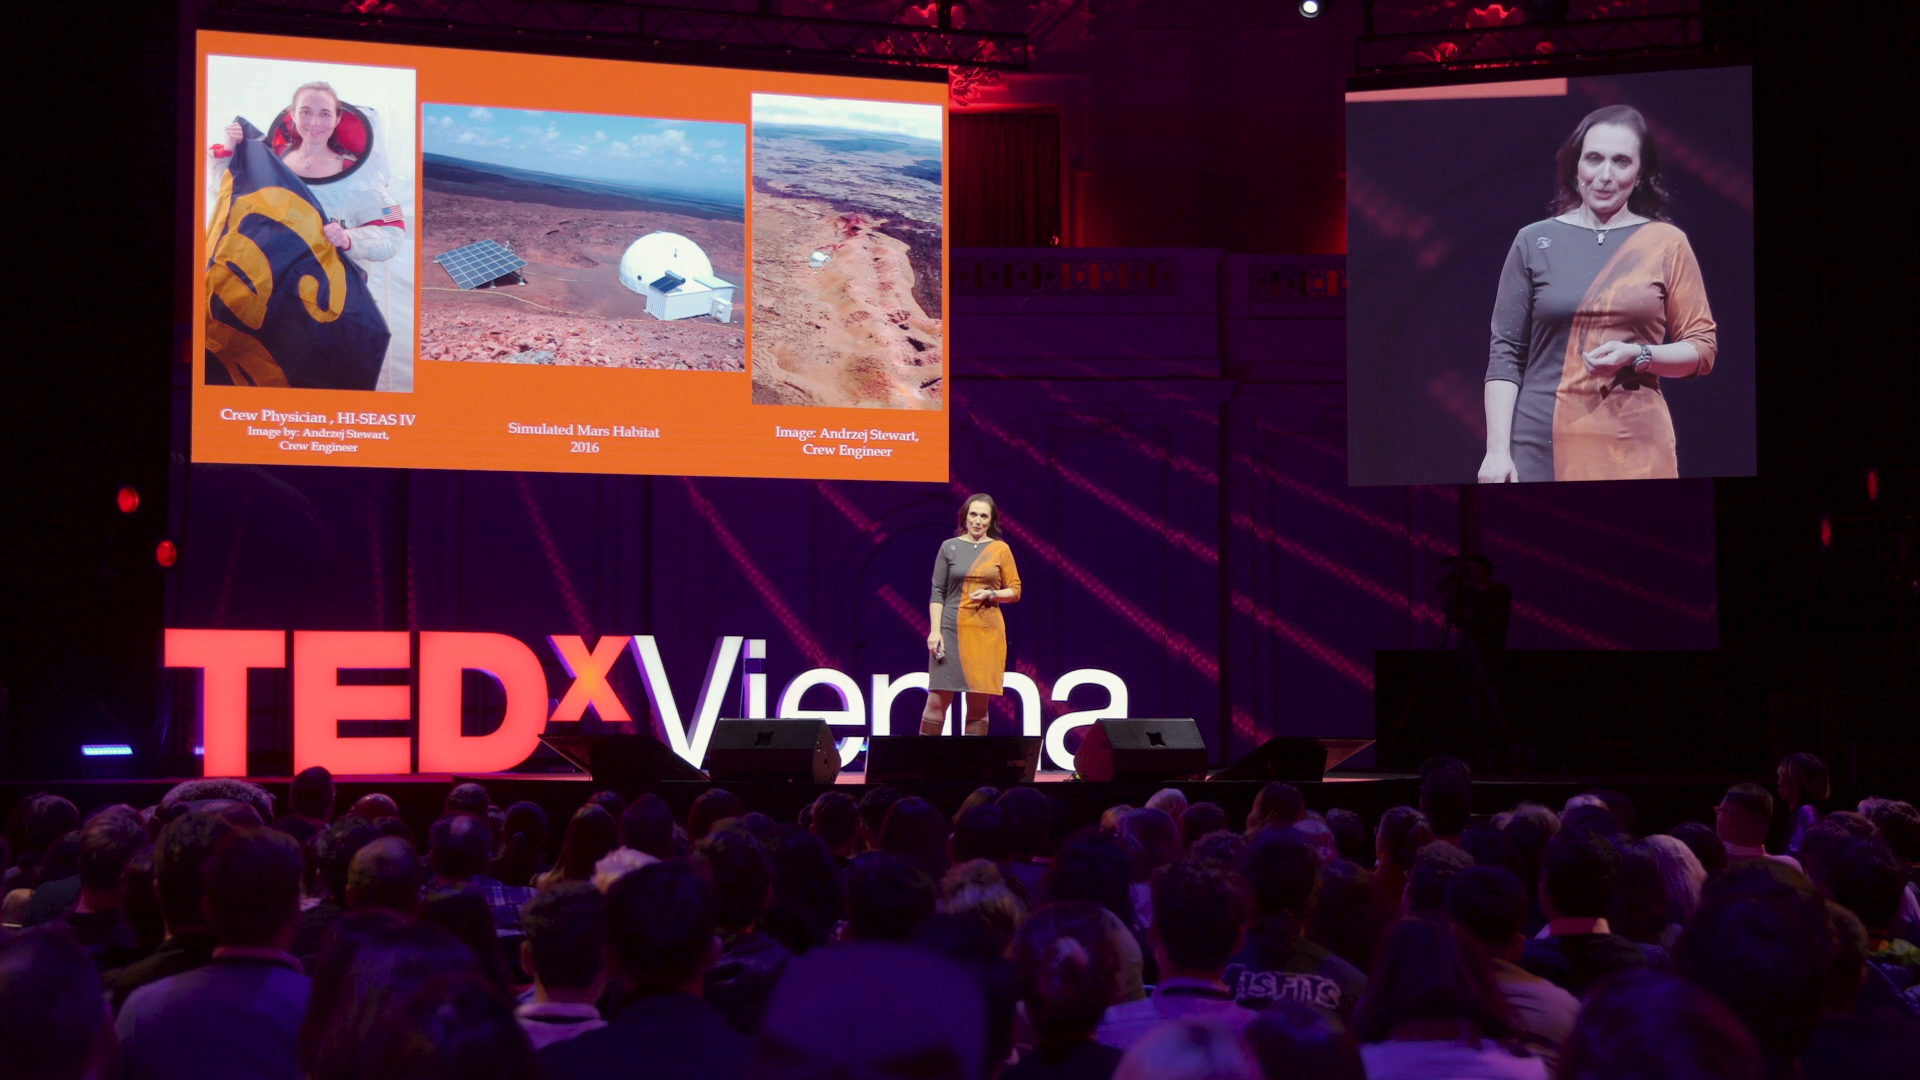 Crew Physician , HI-SEAS IV
Image by: Andrzej Stewart,
Crew Engineer
Simulated Mars Habitat
2016
Image: Andrzej Stewart,
Crew Engineer
TEDxVienna